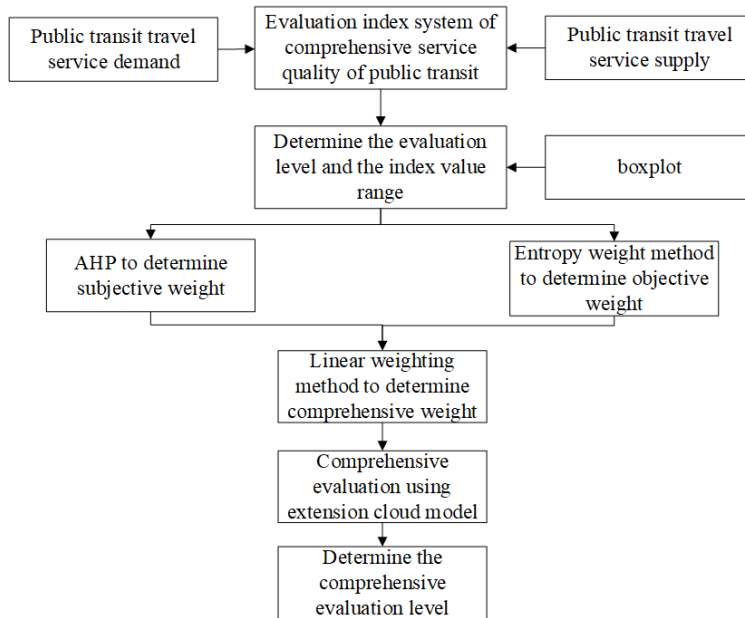 Public transit travel
service demand
Evaluation index system of
comprehensive service
quality of public transit
Public transit travel
service supply
Determine the evaluation
level and the index value
range
boxplot
AHP to determine
subjective weight
Entropy weight method
to determine objective
weight
Linear weighting
method to determine
comprehensive weight
Comprehensive
evaluation using
extension cloud model
Determine the
comprehensive
evaluation level